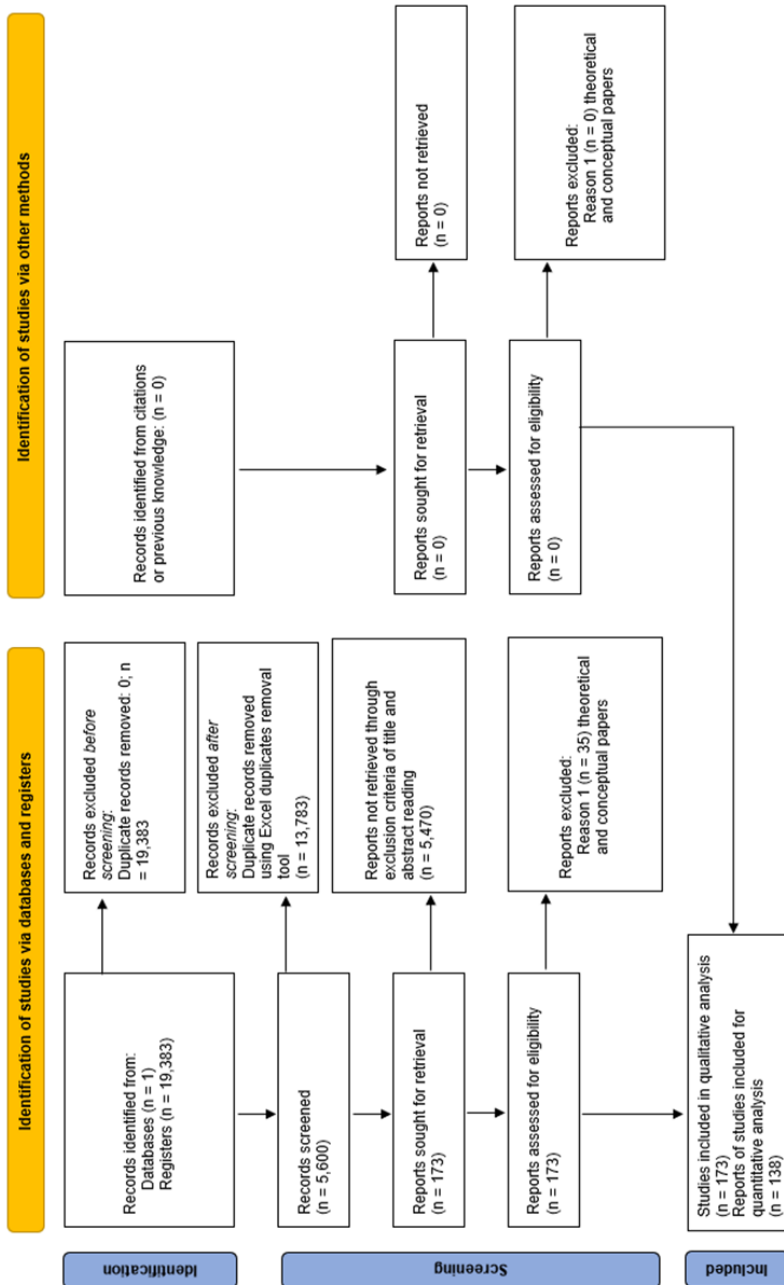 Identification of studies via databases and registers
Identification of studies via other methods
Identification
Records identified from:
Databases (n = 1)
Registers (n = 19,383)
Records excluded before
screening:
Duplicate records removed: 0; n
= 19,383
Records identified from citations
or previous knowledge: (n = 0)
Screening
Records screened
(n = 5,600)
Records excluded after
screening:
Duplicate records removed
using Excel duplicates removal
tool
(n = 13,783)
Reports sought for retrieval
(n = 173)
Reports not retrieved through
exclusion criteria of title and
abstract reading
(n = 5,470)
Reports sought for retrieval
(n = 0)
Reports not retrieved
(n = 0)
Reports assessed for eligibility
(n = 173)
Reports excluded:
Reason 1 (n = 35) theoretical
and conceptual papers
Reports assessed for eligibility
(n = 0)
Reports excluded:
Reason 1 (n = 0) theoretical
and conceptual papers
Included
Studies included in qualitative analysis
(n = 173)
Reports of studies included for
quantitative analysis
(n = 138)